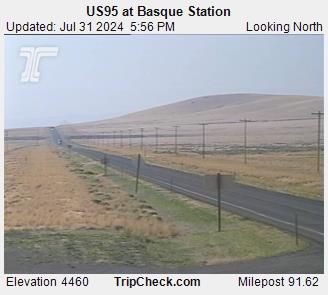 US95 at Basque Station
Updated: Jul 31 2024  5:56 PM Looking North
Elevation 4460 TripCheck.com Milepost 91.62